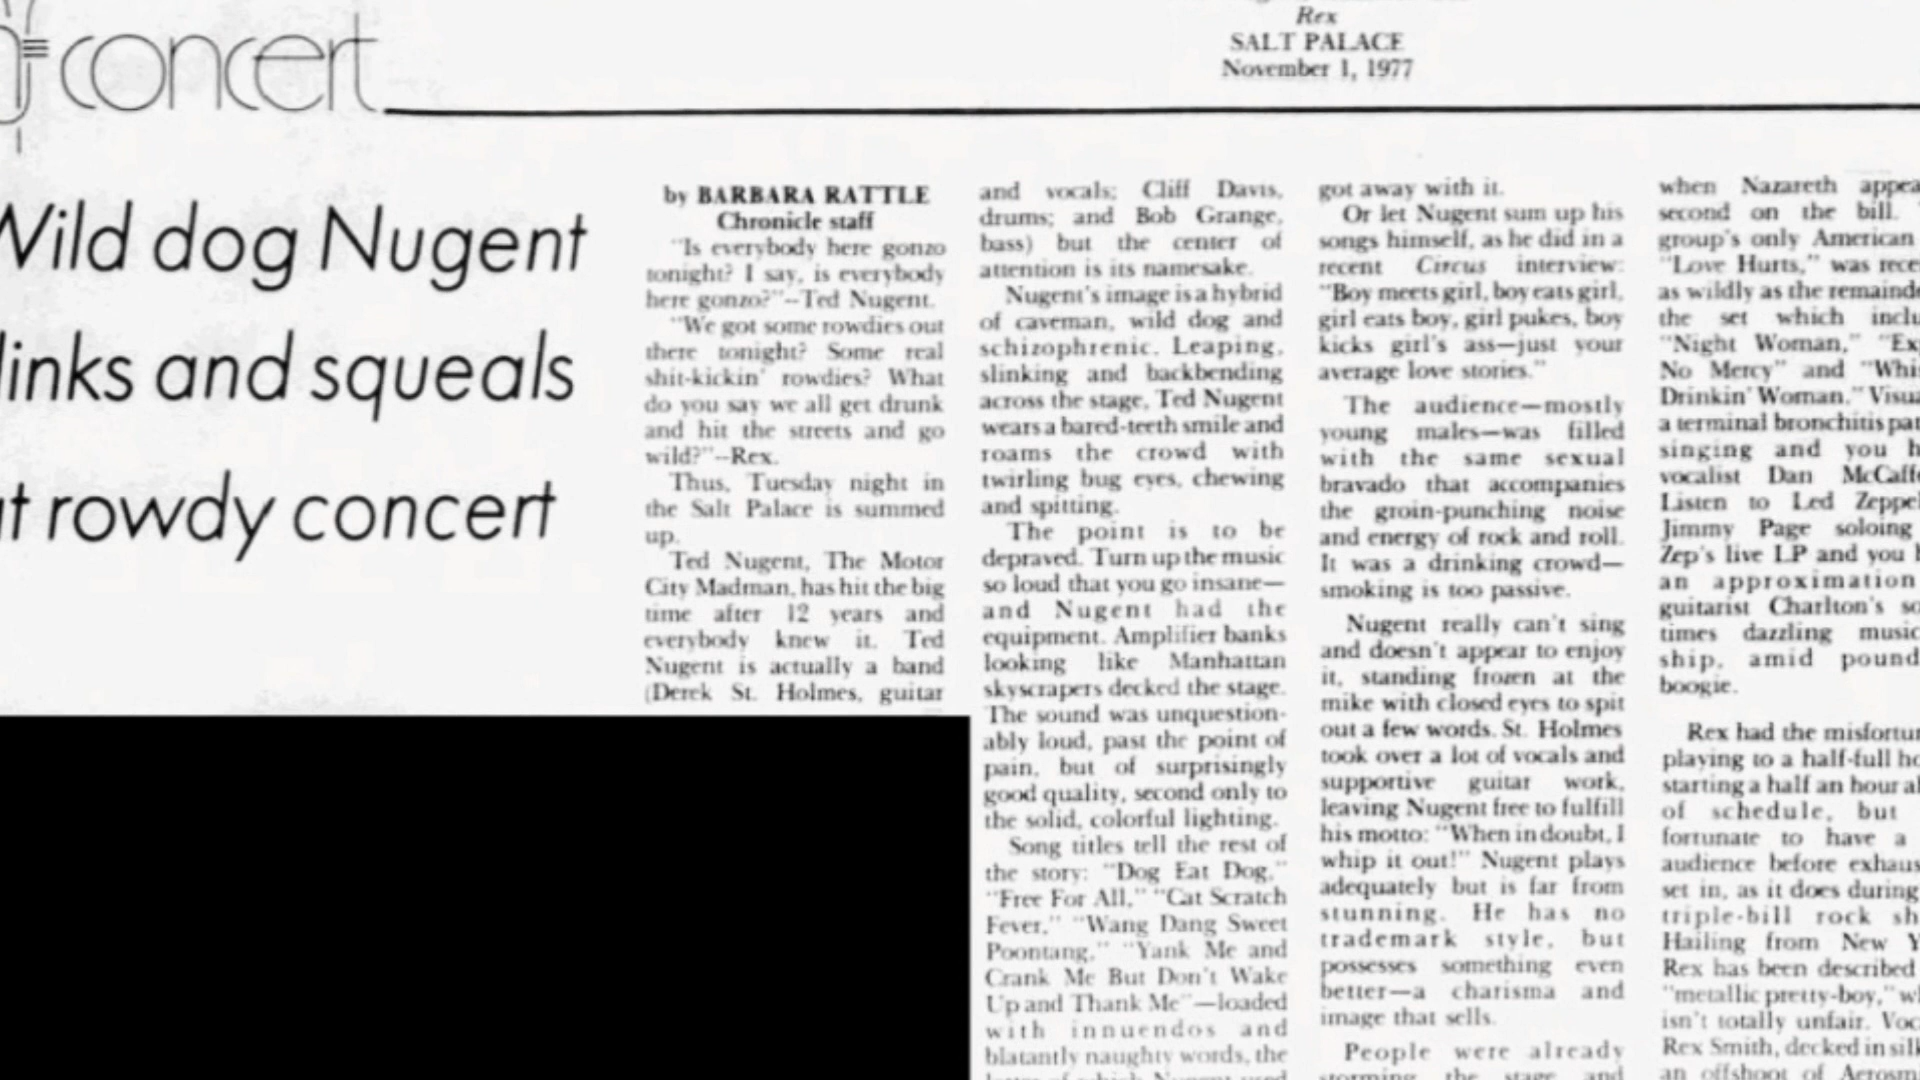 concert
Rex
SALT PALACE
November 1, 1977
Wild dog Nugent
and squeals
rowdy concert
by BARBARA RATTLE
Chronicle staff
"Is everybody here gonzo
tonight? I say, is everybody
here gonzo?"--Ted Nugent.
"We got some rowdies out
there tonight? Some real
shit-kickin' rowdies? What
do you say we all get drunk
and hit the streets and go
wild?"--Rex.
Thus, Tuesday night in
the Salt Palace is summed
up.
Ted Nugent, The Motor
City Madman, has hit the big
time after 12 years and
everybody knew it. Ted
Nugent is actually a band
(Derek St. Holmes, guitar
and vocals; Cliff Davis,
drums; and Bob Grange,
bass) but the center of
attention is its namesake.
Nugent's image is a hybrid
of caveman, wild dog and
schizophrenic. Leaping,
slinking and backbending
across the stage, Ted Nugent
wears a bared-teeth smile and
roams the crowd with
twirling bug eyes, chewing
and spitting.
The point is to be
depraved. Turn up the music
so loud that you go insane—
and Nugent had the
equipment. Amplifier banks
looking like Manhattan
skyscrapers decked the stage.
The sound was unquestion-
ably loud, past the point of
pain, but of surprisingly
good quality, second only to
the solid, colorful lighting.
Song titles tell the rest of
the story: "Dog Eat Dog,"
"Free For All," "Cat Scratch
Fever," "Wang Dang Sweet
Poontang," "Yank Me and
Crank Me But Don't Wake
Up and Thank Me"—loaded
with innuendos and
blatantly naughty words, the
got away with it.
Or let Nugent sum up his
songs himself, as he did in a
recent Circus interview:
"Boy meets girl, boy eats girl,
girl eats boy, girl pukes, boy
kicks girl's ass—just your
average love stories."
The audience—mostly
young males—was filled
with the same sexual
bravado that accompanies
the groin-punching noise
and energy of rock and roll.
It was a drinking crowd—
smoking is too passive.
Nugent really can't sing
and doesn't appear to enjoy
it, standing frozen at the
mike with closed eyes to spit
out a few words. St. Holmes
took over a lot of vocals and
supportive guitar work,
leaving Nugent free to fulfill
his motto: "When in doubt, I
whip it out!" Nugent plays
adequately but is far from
stunning. He has no
trademark style, but
possesses something even
better—a charisma and
image that sells.
People were already
storming the stage and
when Nazareth
second on the bill.
group's only American
"Love Hurts," was
as wildly as the
the set which
"Night Woman,"
No Mercy" and
Drinkin' Woman."
a terminal bronchitis
singing and you
vocalist Dan
Listen to Led
Jimmy Page soloing
Zep's live LP and you
an approximation
guitarist Charlton's
times dazzling
ship, amid
boogie.
Rex had the
playing to a half-full
starting a half an hour
of schedule, but
fortunate to have a
audience before
set in, as it does during
triple-bill rock
Hailing from New
Rex has been described
"metallic pretty-boy,"
isn't totally unfair.
Rex Smith, decked in
an offshoot of